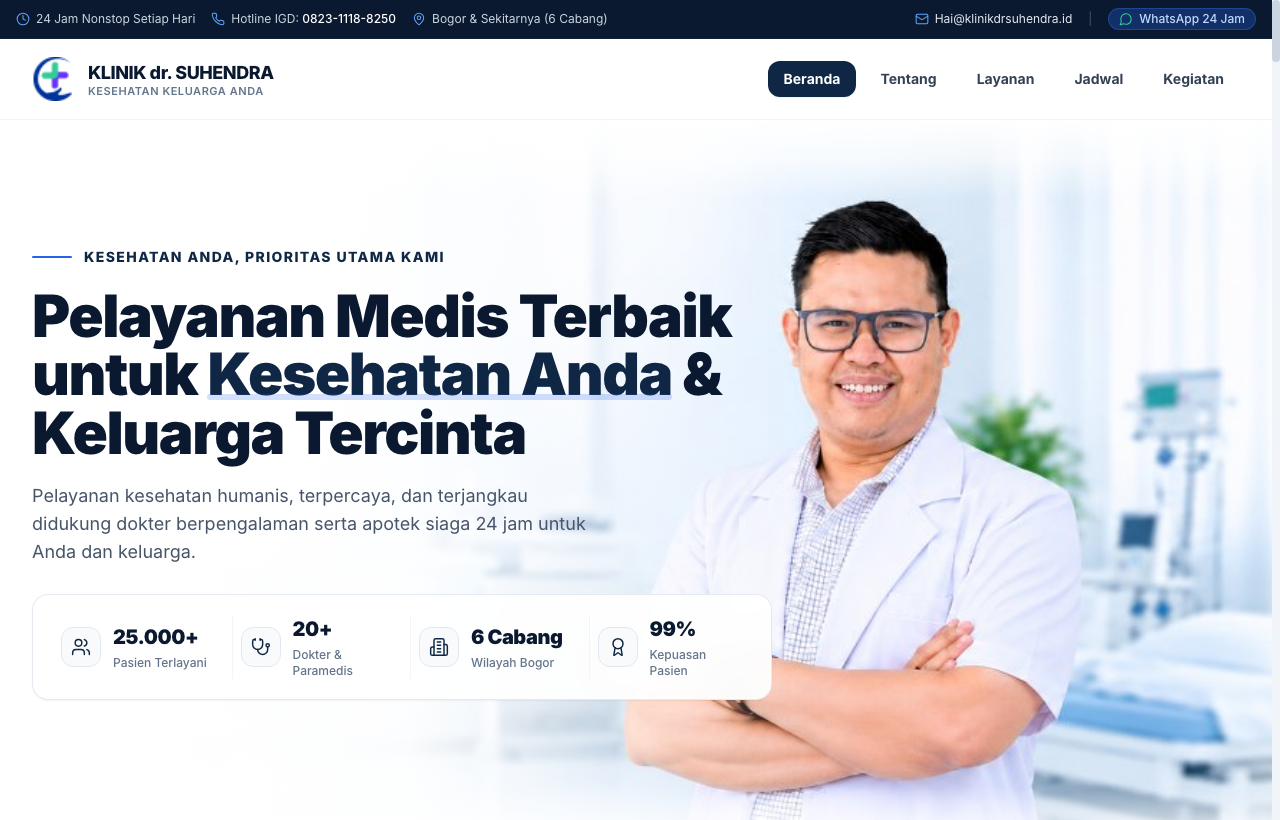 24 Jam Nonstop Setiap Hari
Hotline IGD: 0823-1118-8250
Bogor & Sekitarnya (6 Cabang)
Hai@klinikdrsuhendra.id
WhatsApp 24 Jam
KLINIK dr. SUHENDRA
KESEHATAN KELUARGA ANDA
Beranda
Tentang
Layanan
Jadwal
Kegiatan
KESEHATAN ANDA, PRIORITAS UTAMA KAMI
Pelayanan Medis Terbaik
untuk Kesehatan Anda &
Keluarga Tercinta
Pelayanan kesehatan humanis, terpercaya, dan terjangkau
didukung dokter berpengalaman serta apotek siaga 24 jam untuk
Anda dan keluarga.
25.000+
Pasien Terlayani
20+
Dokter &
Paramedis
6 Cabang
Wilayah Bogor
99%
Kepuasan
Pasien